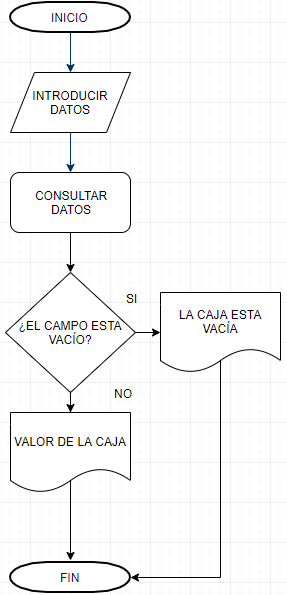 INICIO
INTRODUCIR
DATOS
CONSULTAR
DATOS
¿EL CAMPO ESTA
VACÍO?
SI
LA CAJA ESTA
VACÍA
NO
VALOR DE LA CAJA
FIN